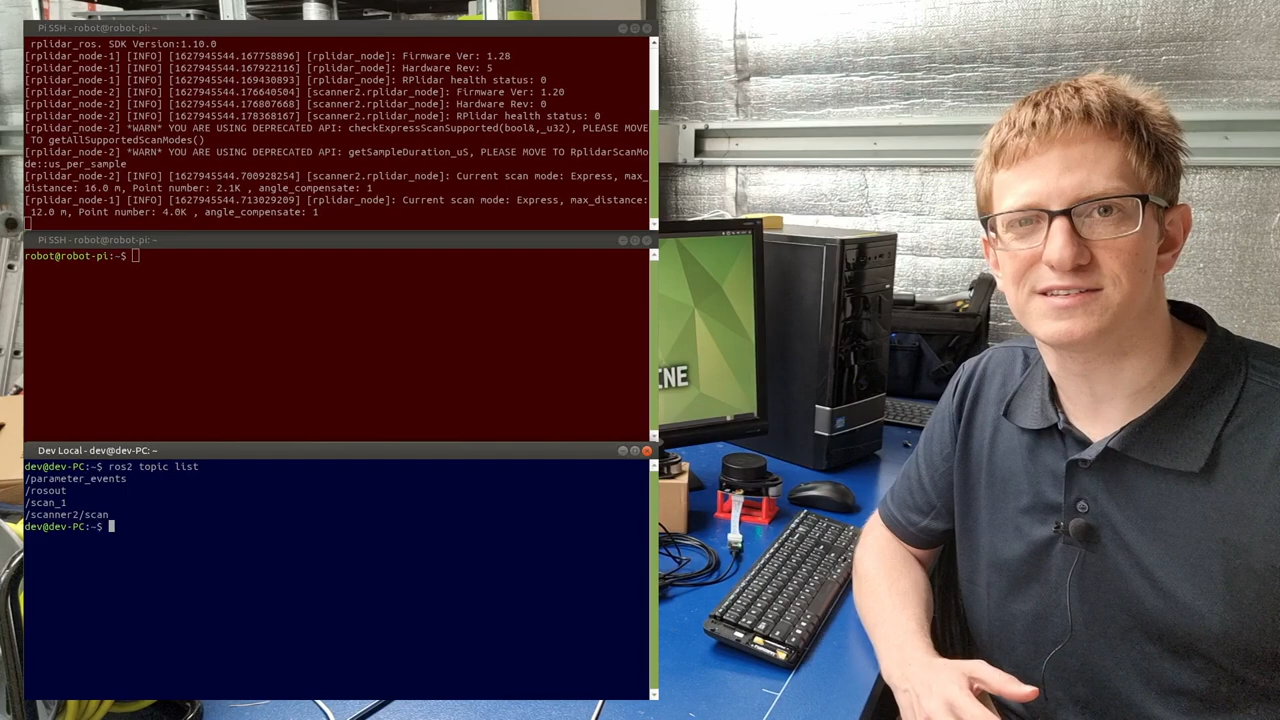 Pi SSH - robot@robot-pi: ~
rplidar_ros. SDK Version:1.10.0
[rplidar_node-1] [INFO] [1627945544.167758896] [rplidar_node]: Firmware Ver: 1.28
[rplidar_node-1] [INFO] [1627945544.167922116] [rplidar_node]: Hardware Rev: 5
[rplidar_node-1] [INFO] [1627945544.169430893] [rplidar_node]: RPlidar health status: 0
[rplidar_node-2] [INFO] [1627945544.176640504] [scanner2.rplidar_node]: Firmware Ver: 1.20
[rplidar_node-2] [INFO] [1627945544.176807668] [scanner2.rplidar_node]: Hardware Rev: 0
[rplidar_node-2] [INFO] [1627945544.178368167] [scanner2.rplidar_node]: RPlidar health status: 0
[rplidar_node-2] *WARN* YOU ARE USING DEPRECATED API: checkExpressScanSupported(bool&,_u32), PLEASE MOVE
TO getAllSupportedScanModes()
[rplidar_node-2] *WARN* YOU ARE USING DEPRECATED API: getSampleDuration_uS, PLEASE MOVE TO RplidarScanMo
de::us_per_sample
[rplidar_node-2] [INFO] [1627945544.700928254] [scanner2.rplidar_node]: Current scan mode: Express, max_
distance: 16.0 m, Point number: 2.1K , angle_compensate: 1
[rplidar_node-1] [INFO] [1627945544.713029209] [rplidar_node]: Current scan mode: Express, max_distance:
12.0 m, Point number: 4.0K , angle_compensate: 1
Pi SSH - robot@robot-pi: ~
robot@robot-pi:~$
Dev Local - dev@dev-PC: ~
dev@dev-PC:~$ ros2 topic list
/parameter_events
/rosout
/scan_1
/scanner2/scan
dev@dev-PC:~$
INE